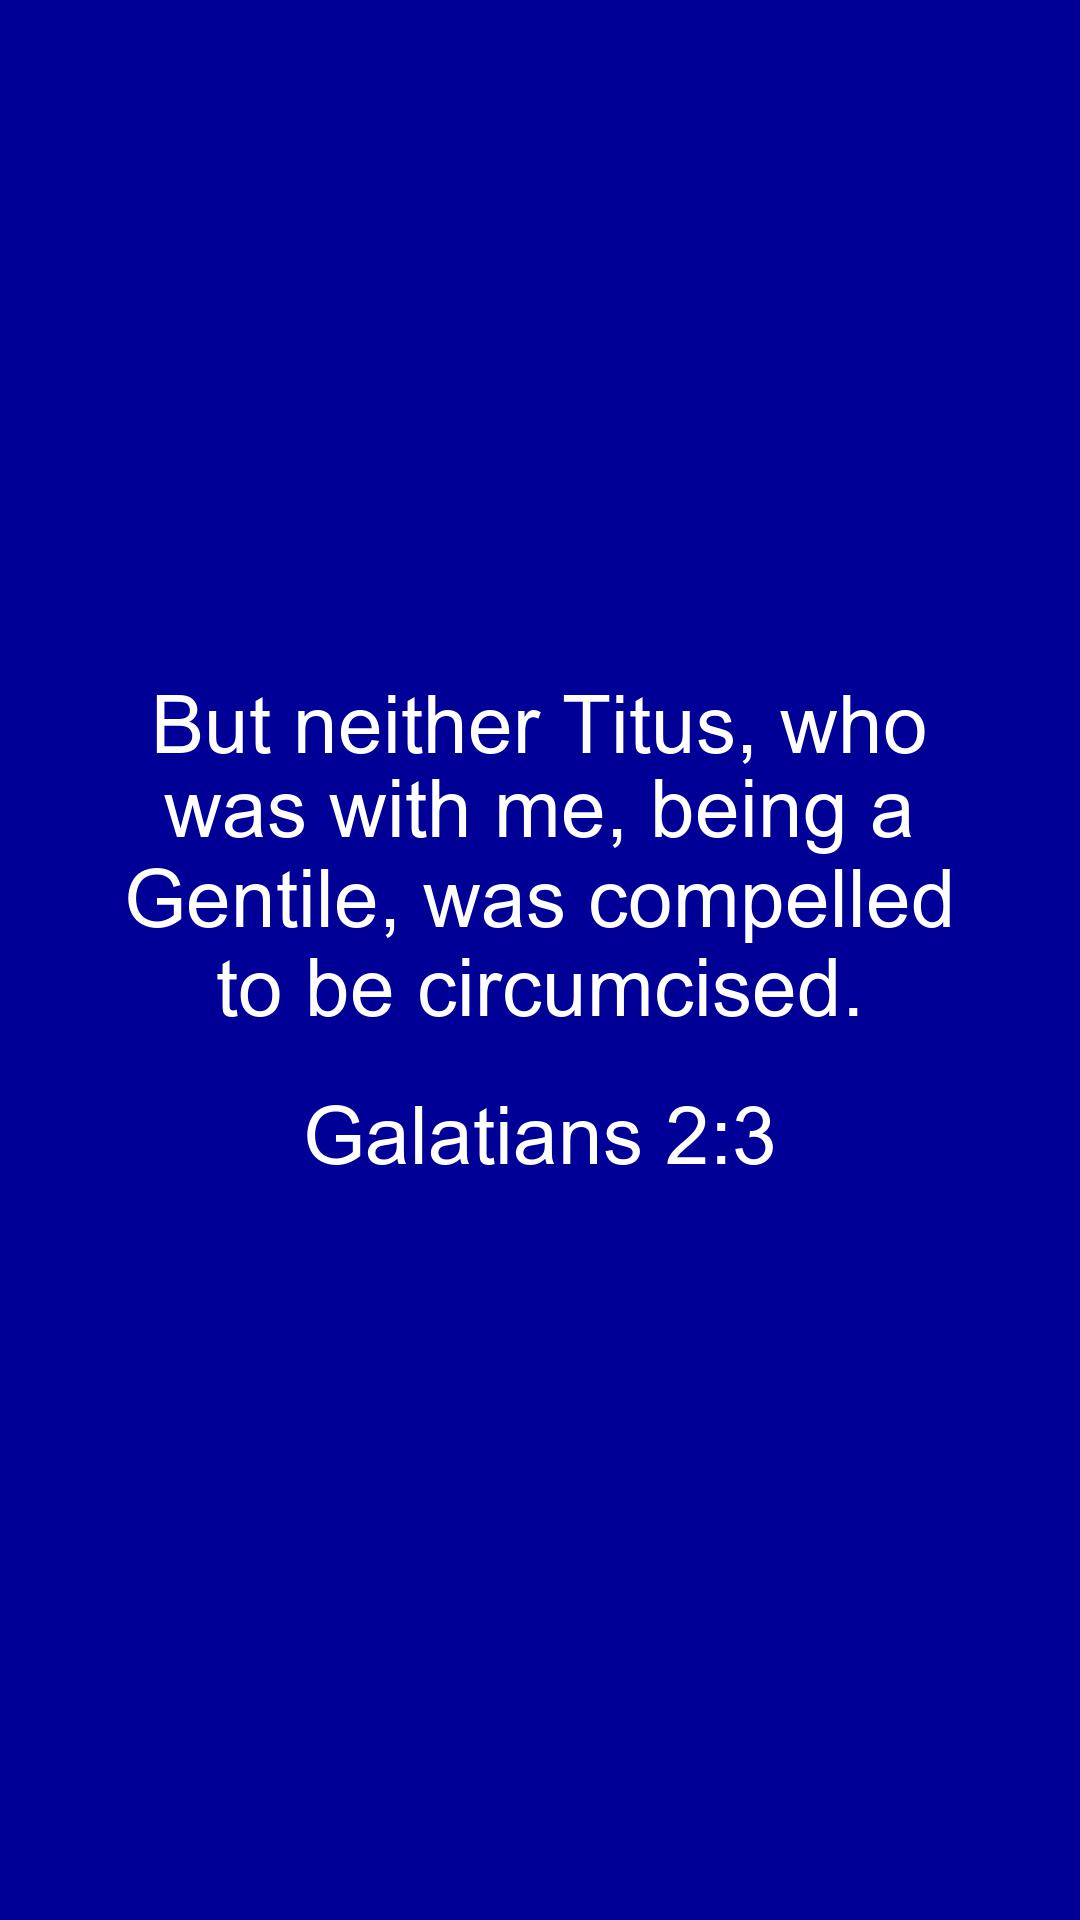 But neither Titus, who
was with me, being a
Gentile, was compelled
to be circumcised.
Galatians 2:3